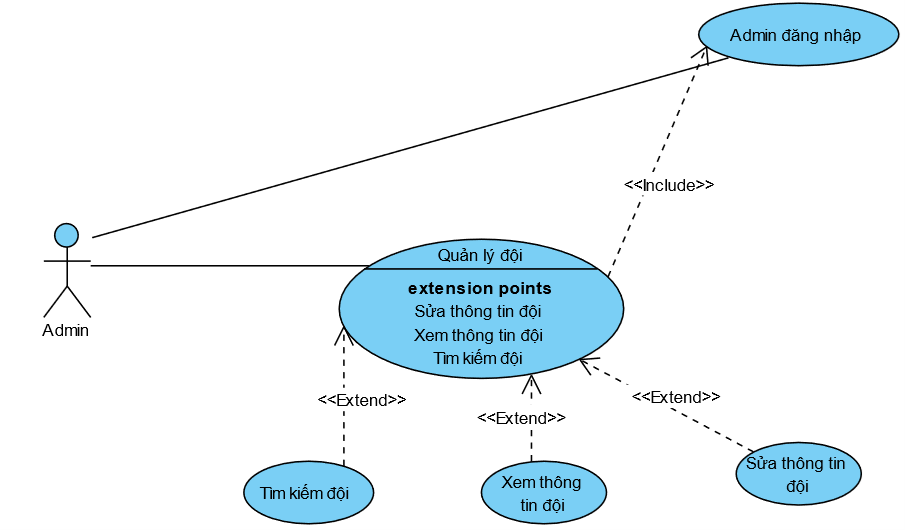 Admin đăng nhập
<<Include>>
Quản lý đội
extension points
Sửa thông tin đội
Xem thông tin đội
Tìm kiếm đội
Admin
<<Extend>>
<<Extend>>
<<Extend>>
Tìm kiếm đội
Xem thông
tin đội
Sửa thông tin
đội